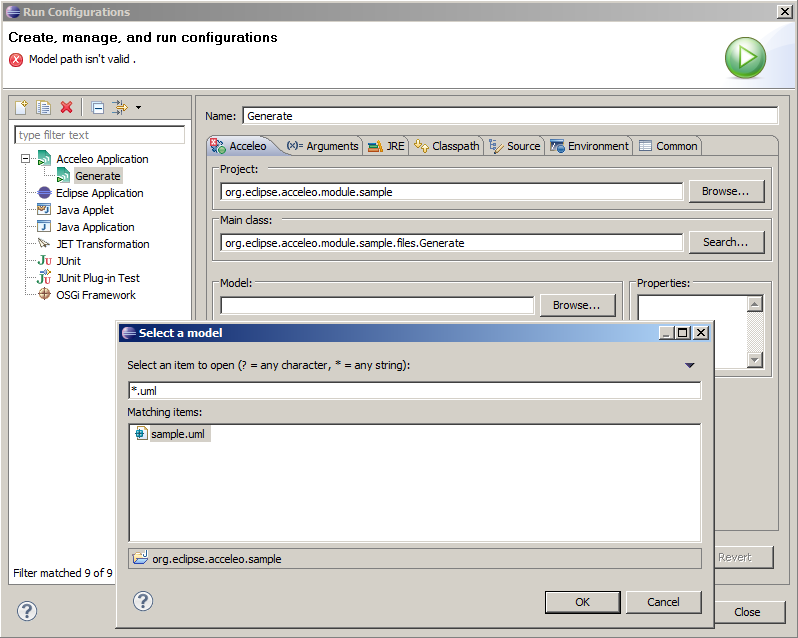 Run Configurations
Create, manage, and run configurations
Model path isn't valid .
Name: Generate
type filter text
Acceleo (x)= Arguments JRE Classpath Source Environment Common
Acceleo Application
Generate
Eclipse Application
Java Applet
Java Application
JET Transformation
JUnit
JUnit Plug-in Test
OSGi Framework
Filter matched 9 of 9
Project:
org.eclipse.acceleo.module.sample Browse...
Main class:
org.eclipse.acceleo.module.sample.files.Generate Search...
Model: Properties:
Browse...
Select a model
Select an item to open (? = any character, * = any string):
*.uml
Matching items:
sample.uml
org.eclipse.acceleo.sample
OK Cancel
Revert
Close